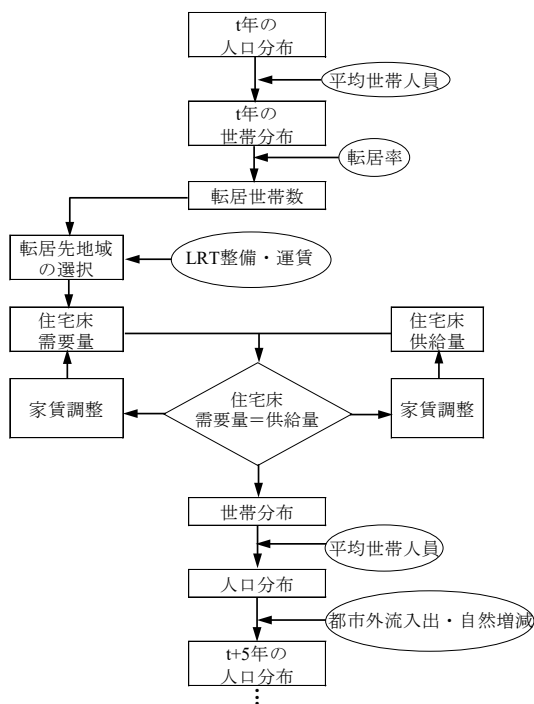 t年の
人口分布
平均世帯人員
t年の
世帯分布
転居率
転居世帯数
転居先地域
の選択
LRT整備・運賃
住宅床
需要量
住宅床
供給量
住宅床
需要量＝供給量
家賃調整
家賃調整
世帯分布
平均世帯人員
人口分布
都市外流入出・自然増減
t+5年の
人口分布